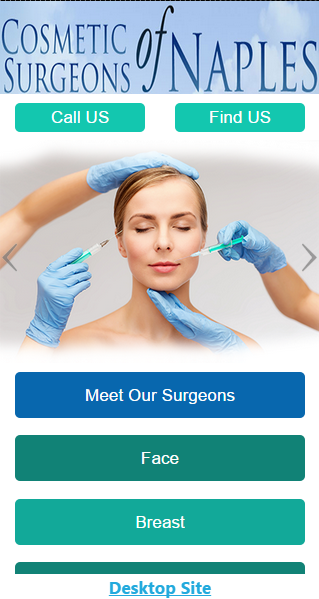 COSMETIC of
SURGEONS NAPLES
Call US Find US
Meet Our Surgeons
Face
Breast
Desktop Site